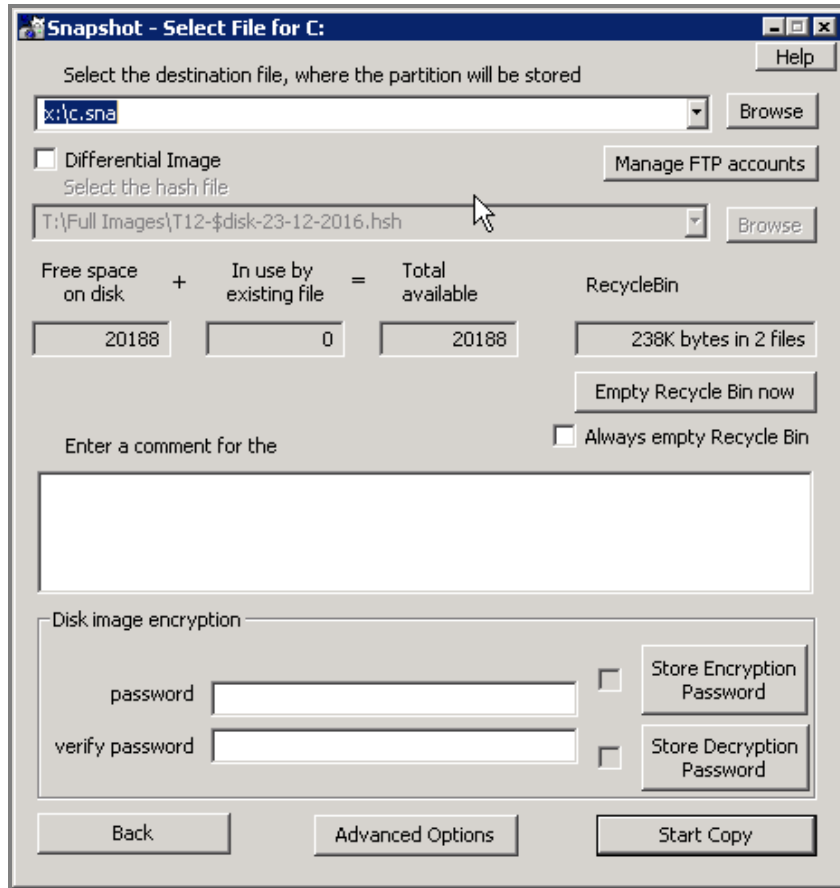 Snapshot - Select File for C:
Help
Select the destination file, where the partition will be stored
x:\c.sna
Browse
Differential Image
Manage FTP accounts
Select the hash file
T:\Full Images\T12-$disk-23-12-2016.hsh
Browse
Free space on disk
+
In use by existing file
=
Total available
RecycleBin
20188
0
20188
238K bytes in 2 files
Empty Recycle Bin now
Always empty Recycle Bin
Enter a comment for the
Disk image encryption
password
Store Encryption Password
verify password
Store Decryption Password
Back
Advanced Options
Start Copy